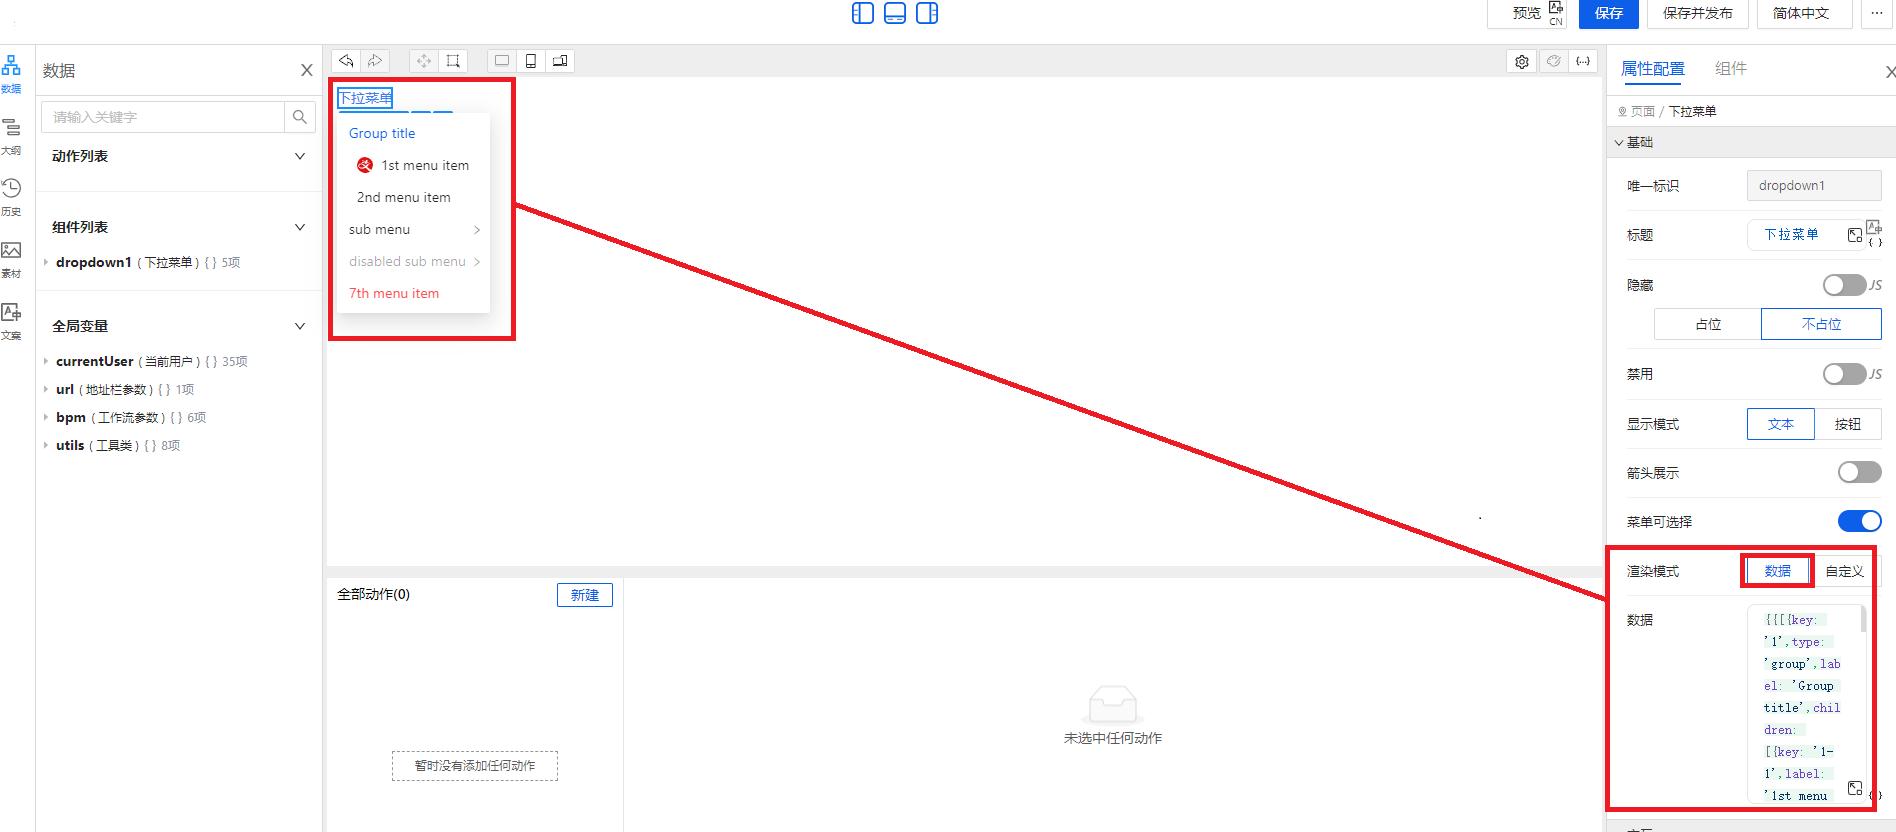 预览
CN
保存
保存并发布
简体中文
...
数据
大纲
历史
素材
文案
数据
X
请输入关键字
动作列表
组件列表
dropdown1 ( 下拉菜单 ) { } 5项
全局变量
currentUser ( 当前用户 ) { } 35项
url ( 地址栏参数 ) { } 1项
bpm ( 工作流参数 ) { } 6项
utils ( 工具类 ) { } 8项
下拉菜单
Group title
1st menu item
2nd menu item
sub menu
disabled sub menu
7th menu item
全部动作(0)
新建
暂时没有添加任何动作
未选中任何动作
属性配置
组件
X
页面 / 下拉菜单
基础
唯一标识
dropdown1
标题
下拉菜单
{ }
隐藏
JS
占位
不占位
禁用
JS
显示模式
文本
按钮
箭头展示
菜单可选择
渲染模式
数据
自定义
数据
{{[{key:
'1',type:
'group',lab
el: 'Group
title',chil
dren:
[{key: '1-
1',label:
'1st menu